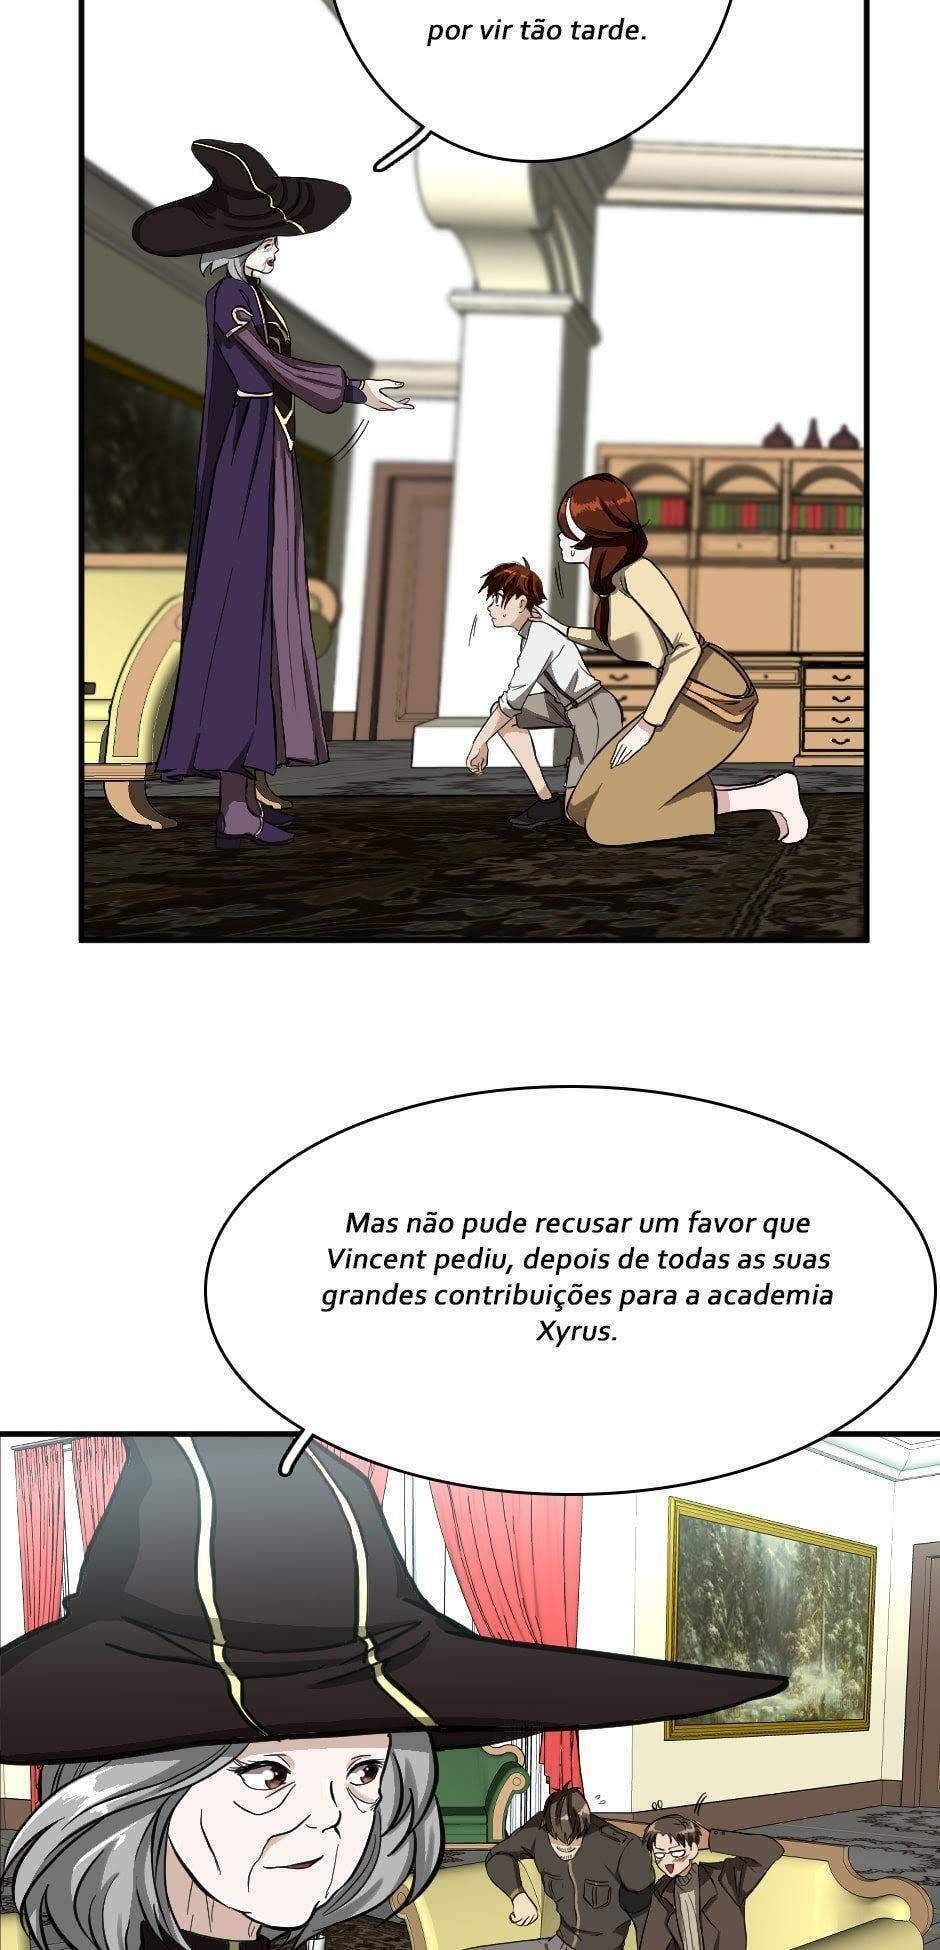 por vir tão tarde.
Mas não pude recusar um favor que
Vincent pediu, depois de todas as suas
grandes contribuições para a academia
Xyrus.